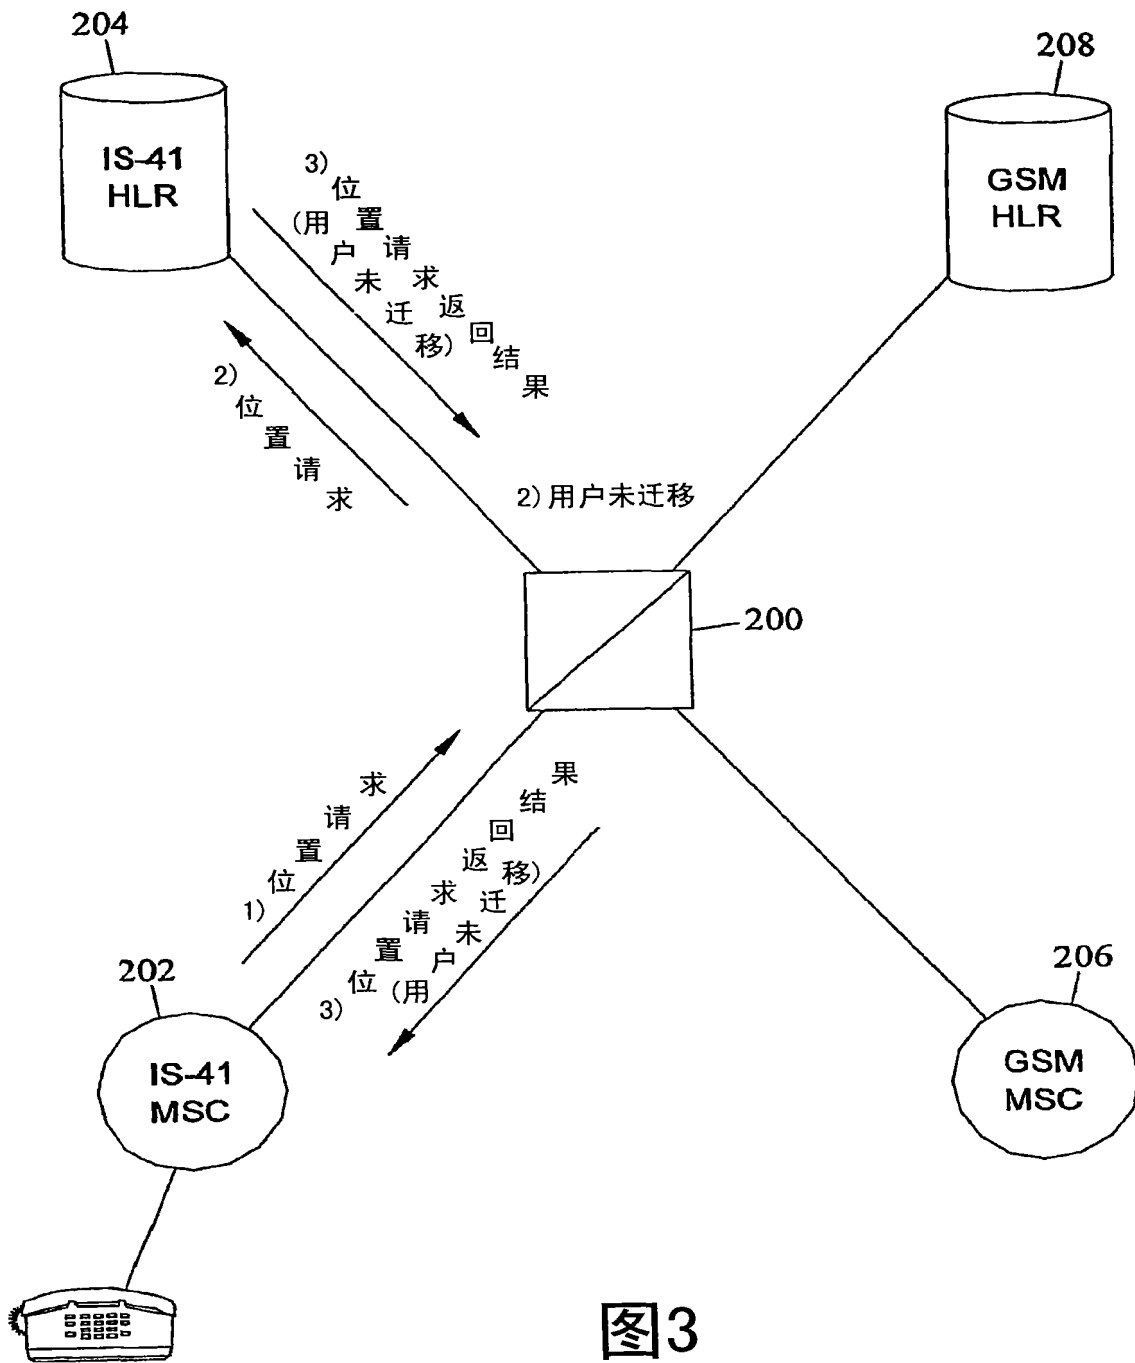 204
208
IS-41
HLR
GSM
HLR
3)位置请求返回结果
(用户未迁移)
2)位置请求
2)用户未迁移
200
1)位置请求
3)位置请求返回结果
(用户未迁移)
202
206
IS-41
MSC
GSM
MSC
图3